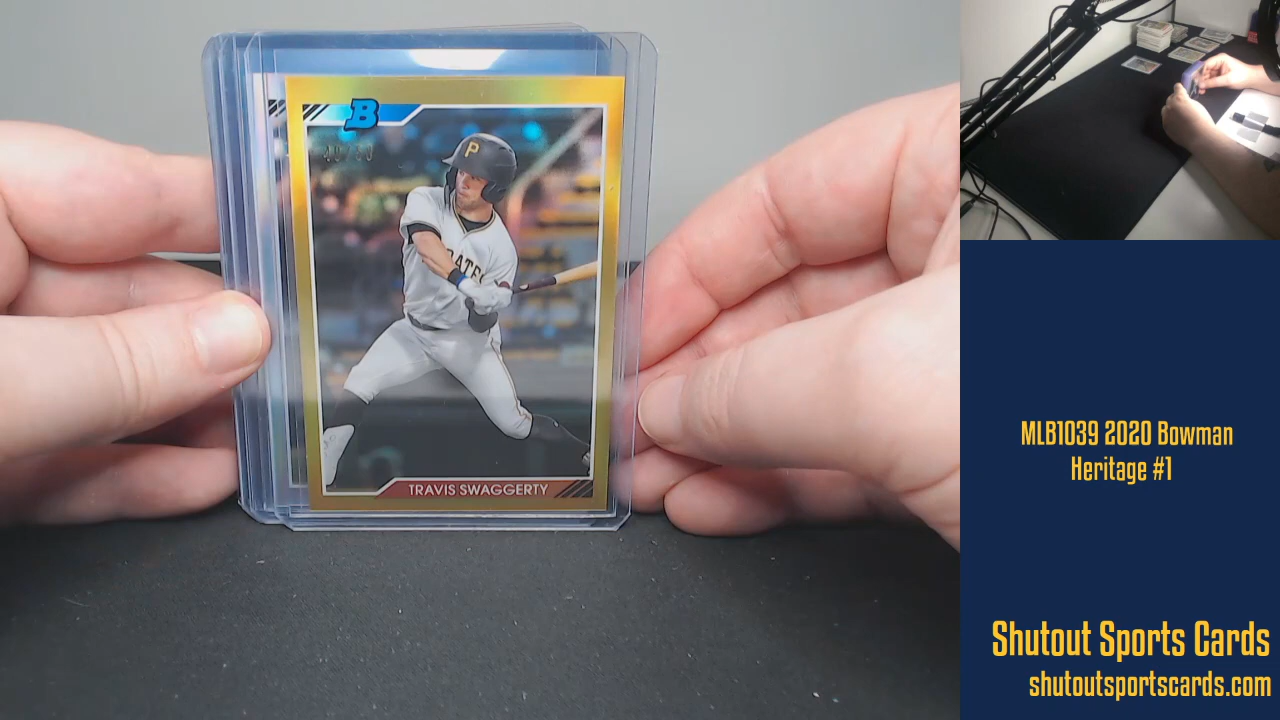 B
P
TRAVIS SWAGGERTY
MLB1039 2020 Bowman
Heritage #1
Shutout Sports Cards
shutoutsportscards.com